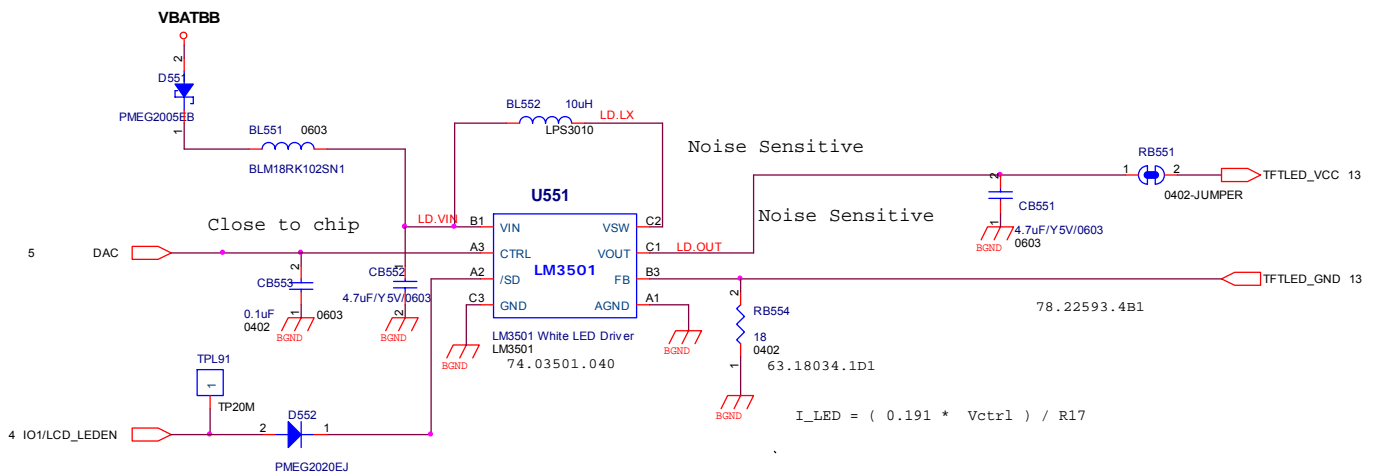 VBATBB
2
D551
PMEG2005EB
1
BL551 0603
BLM18RK102SN1
BL552 10uH
LD.LX
LPS3010
Noise Sensitive
RB551
1 2
TFTLED_VCC 13
0402-JUMPER
U551
Close to chip
LD.VIN B1 VIN VSW C2
Noise Sensitive
2
CB551
1
4.7uF/Y5V/0603
0603
BGND
5 DAC
A3 CTRL VOUT C1 LD.OUT
LM3501
A2 /SD FB B3
TFTLED_GND 13
C3 GND AGND A1
2
CB553
1
0.1uF
0402
0603
BGND
1
CB552
4.7uF/Y5V/0603
2
BGND
BGND
LM3501 White LED Driver
LM3501
74.03501.040
BGND
2
RB554
18
0402
1
63.18034.1D1
BGND
78.22593.4B1
TPL91
1
TP20M
I_LED = ( 0.191 * Vctrl ) / R17
4 IO1/LCD_LEDEN
2 D552 1
PMEG2020EJ